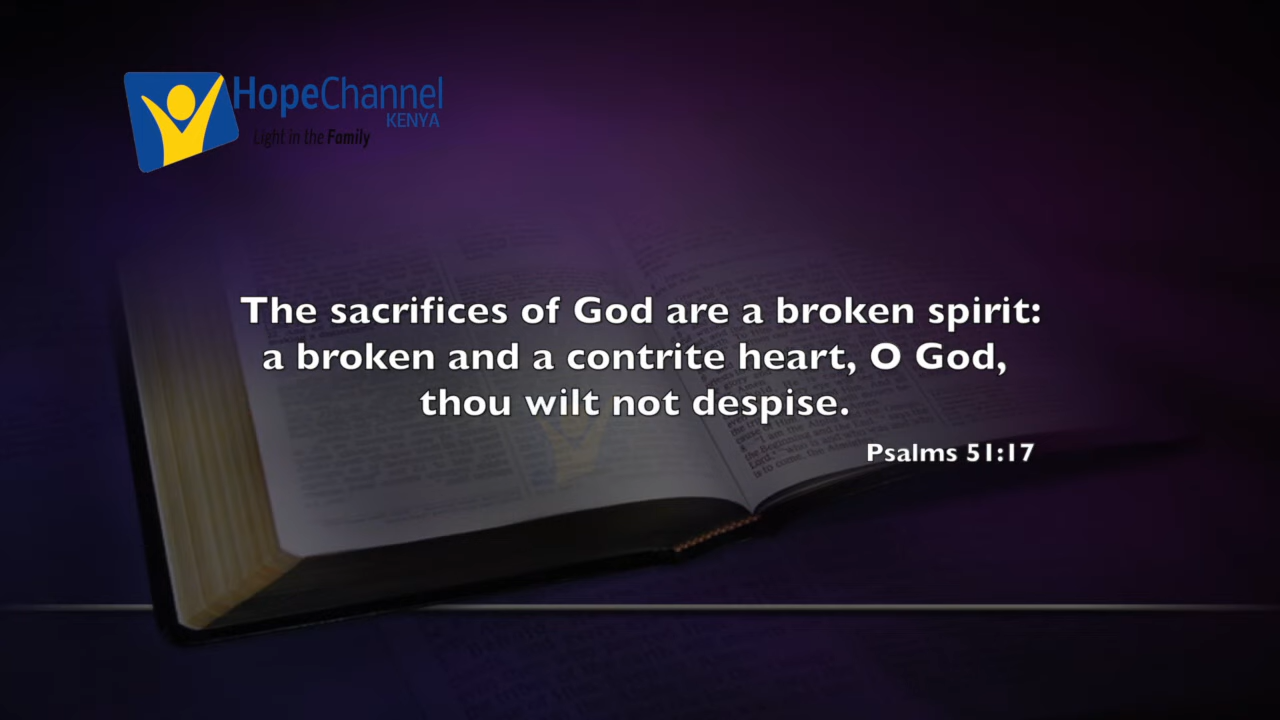 HopeChannel
KENYA
Light in the Family
The sacrifices of God are a broken spirit:
a broken and a contrite heart, O God,
thou wilt not despise.
Psalms 51:17